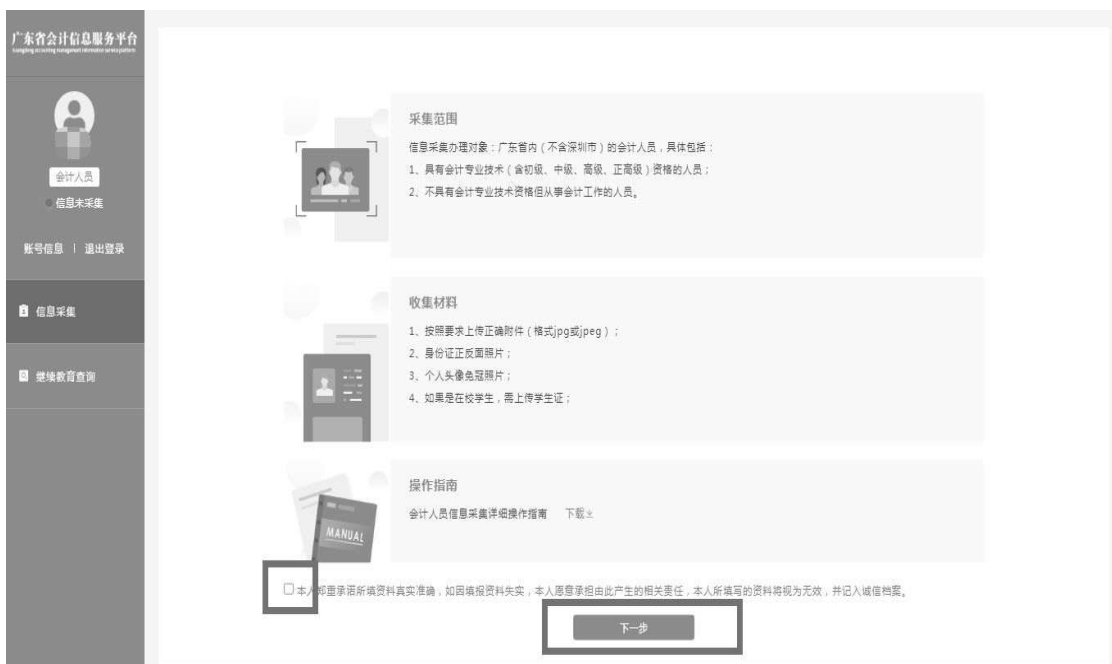 广东省会计信息服务平台
会计人员
信息未采集
账号信息 | 退出登录
信息采集
继续教育查询
采集范围
信息采集办理对象：广东省内（不含深圳市）的会计人员，具体包括：
1、具有会计专业技术（含初级、中级、高级、正高级）资格的人员；
2、不具有会计专业技术资格但从事会计工作的人员。
收集材料
1、按照要求上传正确附件（格式jpg或jpeg）；
2、身份证正反面照片；
3、个人头像免冠照片；
4、如果是在校学生，需上传学生证；
操作指南
会计人员信息采集详细操作指南 下载
MANUAL
本人郑重承诺所填资料真实准确，如因填报资料失实，本人愿意承担由此产生的相关责任，本人所填写的资料将视为无效，并记入诚信档案。
下一步